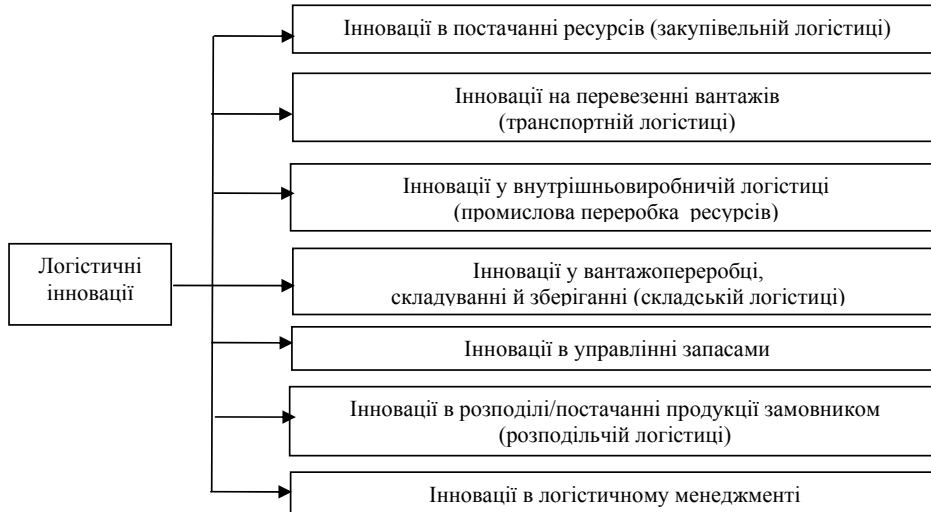 Інновації в постачанні ресурсів (закупівельній логістиці)
Інновації на перевезенні вантажів
(транспортній логістиці)
Інновації у внутрішньовиробничій логістиці
(промислова переробка ресурсів)
Логістичні
інновації
Інновації у вантажопереробці,
складуванні й зберіганні (складській логістиці)
Інновації в управлінні запасами
Інновації в розподілі/постачанні продукції замовником
(розподільчій логістиці)
Інновації в логістичному менеджменті